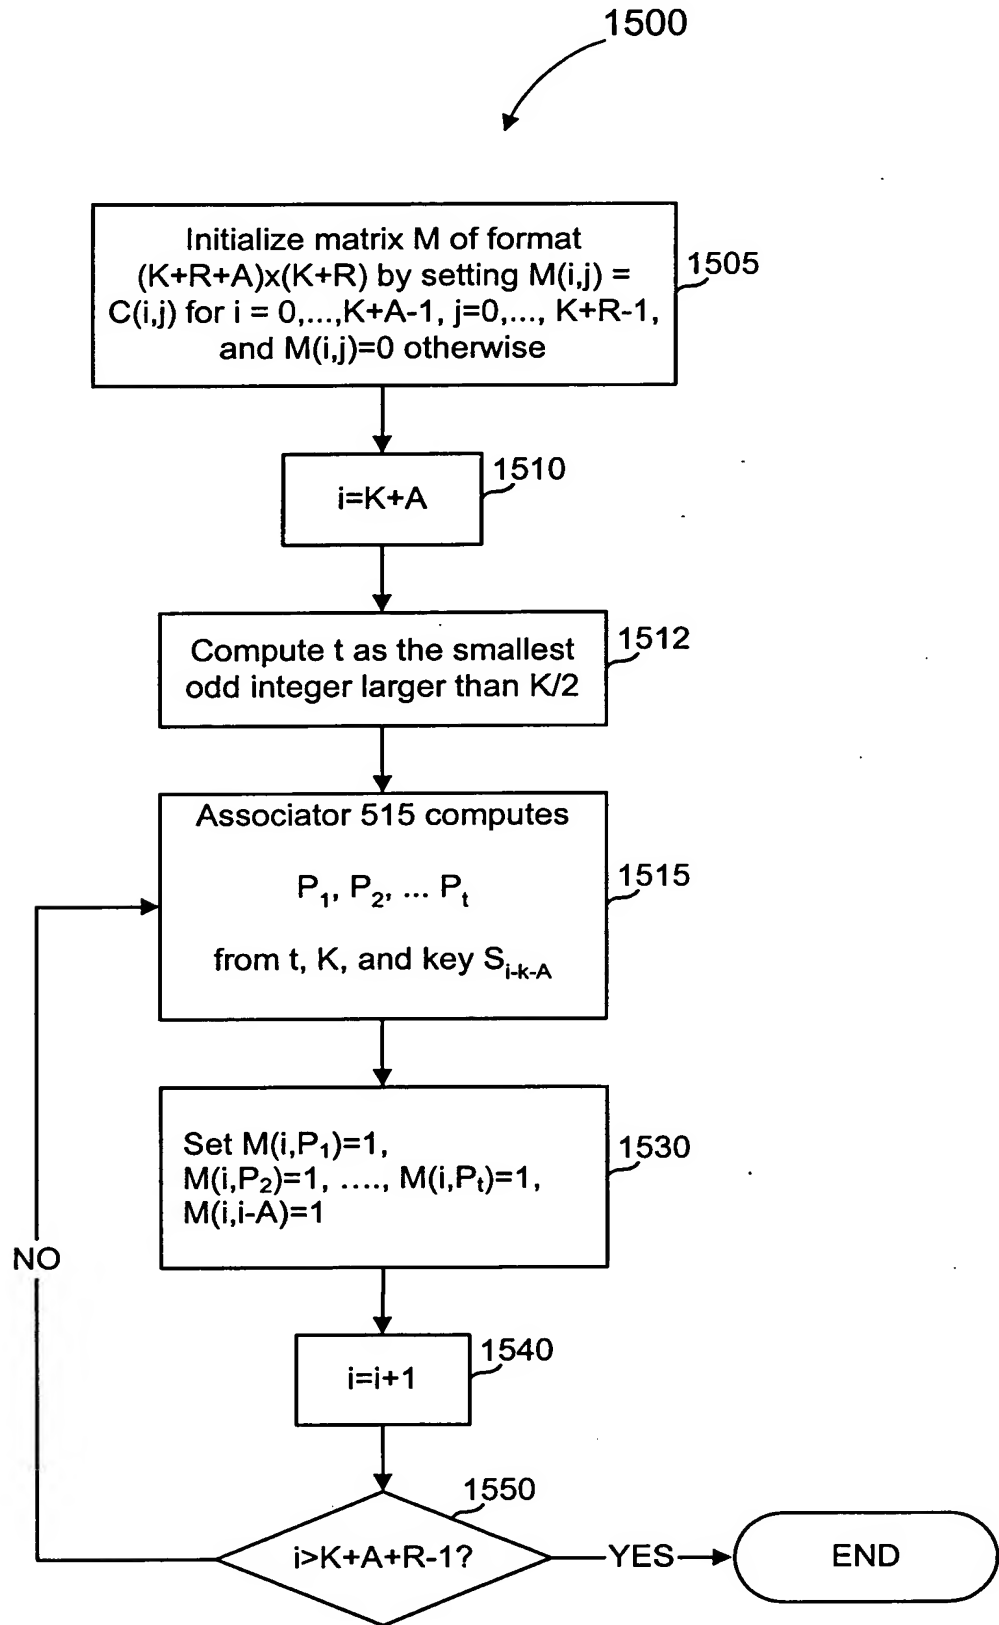 1500
Initialize matrix M of format
(K+R+A)x(K+R) by setting M(i,j) =
C(i,j) for i = 0,...,K+A-1, j=0,..., K+R-1,
and M(i,j)=0 otherwise
1505
i=K+A
1510
Compute t as the smallest
odd integer larger than K/2
1512
Associator 515 computes
P₁, P₂, ... Pₜ
from t, K, and key S_{i-k-A}
1515
Set M(i,P₁)=1,
M(i,P₂)=1, ...., M(i,Pₜ)=1,
M(i,i-A)=1
1530
NO
i=i+1
1540
i>K+A+R-1?
1550
YES
END